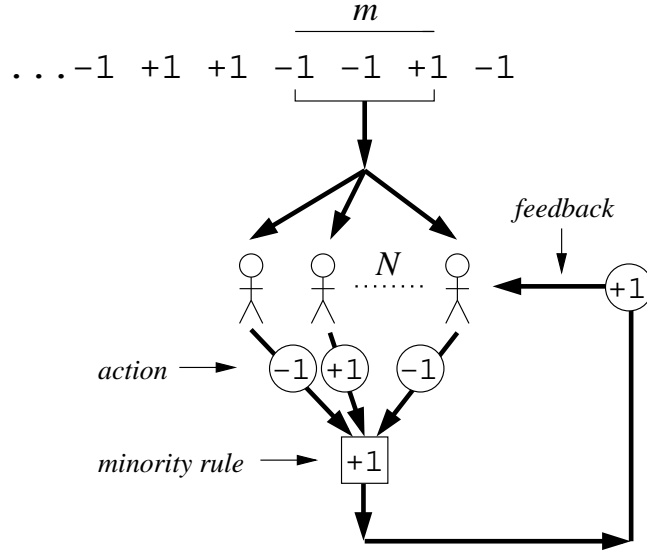 m
...-1 +1 +1 -1 -1 +1 -1
feedback
N ........
+1
action
-1 +1 -1
minority rule
+1